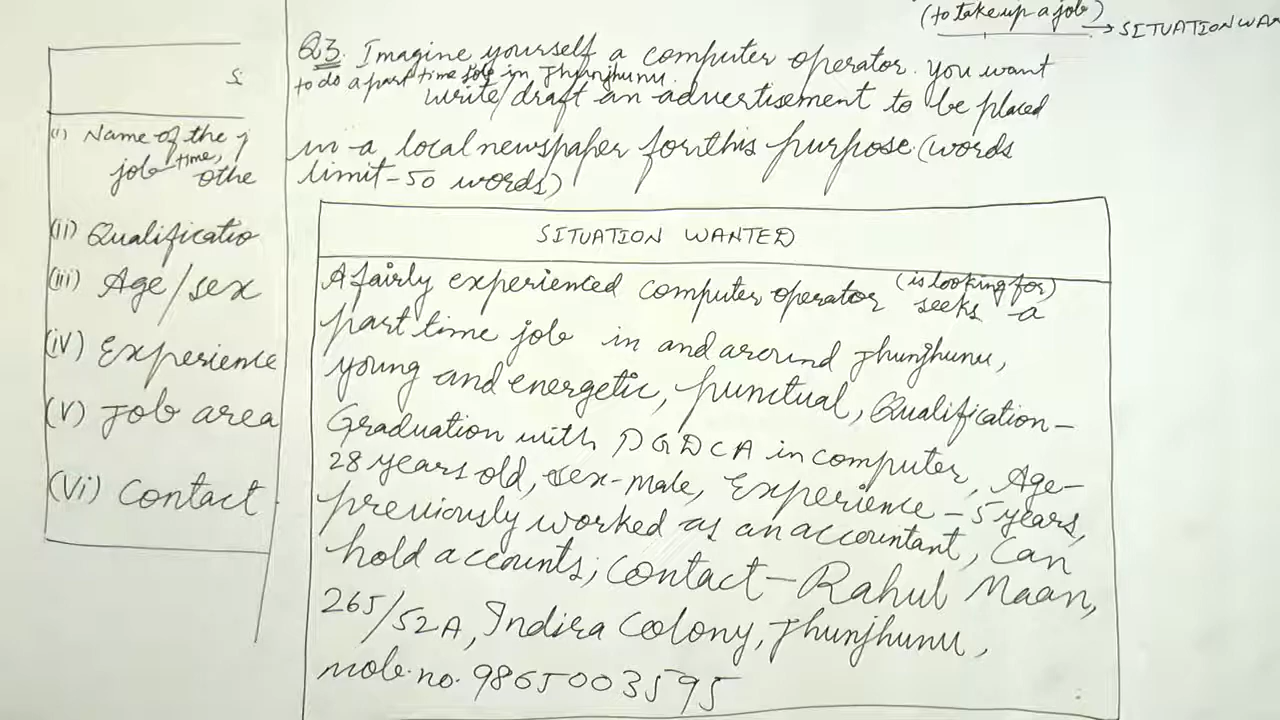 (to take up a job)
→ SITUATION WAN
S
(i) Name of the j
job time,
othe
(ii) Qualificatio
(iii) Age/sex
(iv) Experience
(v) Job area
(vi) Contact
Q3. Imagine yourself a computer operator. you want
to do a part time job in Jhunjhunu.
write/draft an advertisement to be placed
in a local newspaper for this purpose (words
limit-50 words)
SITUATION WANTED
A fairly experienced computer operator (is looking for)
seeks a
part time job in and around Jhunjhunu,
young and energetic, punctual, Qualification-
Graduation with PGDCA in computer, Age-
28 years old, sex-male, Experience-5 years,
previously worked as an accountant, Can
hold accounts; Contact-Rahul Maan,
265/52A, Indira Colony, Jhunjhunu,
mob. no. 9865003595